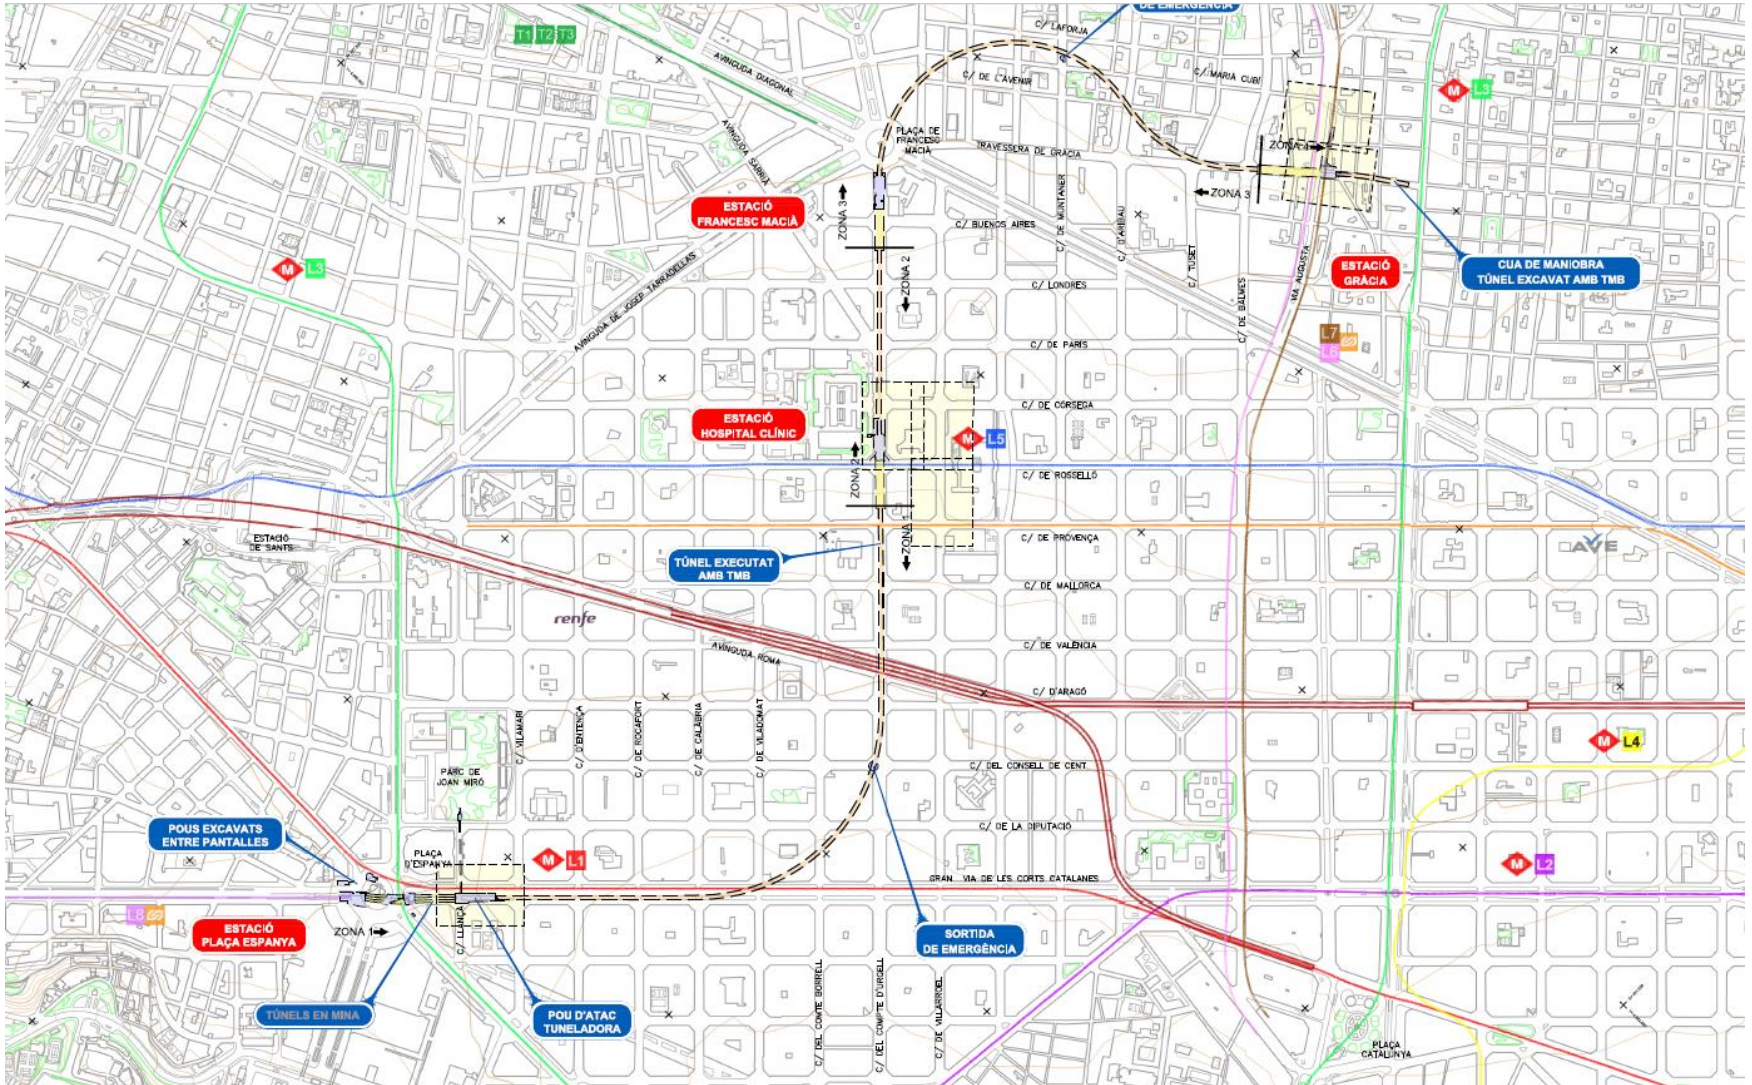 DE EMERGÈNCIA
C/ LAFORJA
T1 T2 T3
AVINGUDA DIAGONAL
C/ DE L'AVENIR
C/ MARIA CUBÍ
M L3
AVINGUDA SARRIÀ
PLAÇA DE
FRANCESC
MACIÀ
TRAVESSERA DE GRÀCIA
ZONA 4
ZONA 3
ESTACIÓ
FRANCESC MACIÀ
ZONA 3
C/ DE MUNTANER
C/ D'ARIBAU
C/ BUENOS AIRES
C/ TUSET
M L3
AVINGUDA DE JOSEP TARRADELLAS
ZONA 2
C/ LONDRES
C/ DE BALMES
VIA AUGUSTA
ESTACIÓ
GRÀCIA
CUA DE MANIOBRA
TÚNEL EXCAVAT AMB TMB
L7
L6
C/ DE PARÍS
C/ DE CÒRSEGA
ESTACIÓ
HOSPITAL CLÍNIC
M L5
ZONA 2
C/ DE ROSSELLÓ
ESTACIÓ
DE SANTS
ZONA 1
C/ DE PROVENÇA
AVE
TÚNEL EXECUTAT
AMB TMB
C/ DE MALLORCA
renfe
AVINGUDA ROMA
C/ DE VALÈNCIA
C/ D'ARAGÓ
C/ VILAMARI
C/ D'ENTENÇA
C/ DE ROCAFORT
C/ DE CALÀBRIA
C/ DE VILADOMAT
M L4
PARC DE
JOAN MIRÓ
C/ DEL CONSELL DE CENT
POUS EXCAVATS
ENTRE PANTALLES
C/ DE LA DIPUTACIÓ
PLAÇA
D'ESPANYA
M L1
M L2
GRAN VIA DE LES CORTS CATALANES
L8
ESTACIÓ
PLAÇA ESPANYA
ZONA 1
C/ LLANÇÀ
SORTIDA
DE EMERGÈNCIA
TÚNELS EN MINA
POU D'ATAC
TUNELADORA
C/ DEL COMTE BORRELL
C/ DEL COMPTE D'URGELL
C/ DE VILLARROEL
PLAÇA
CATALUNYA